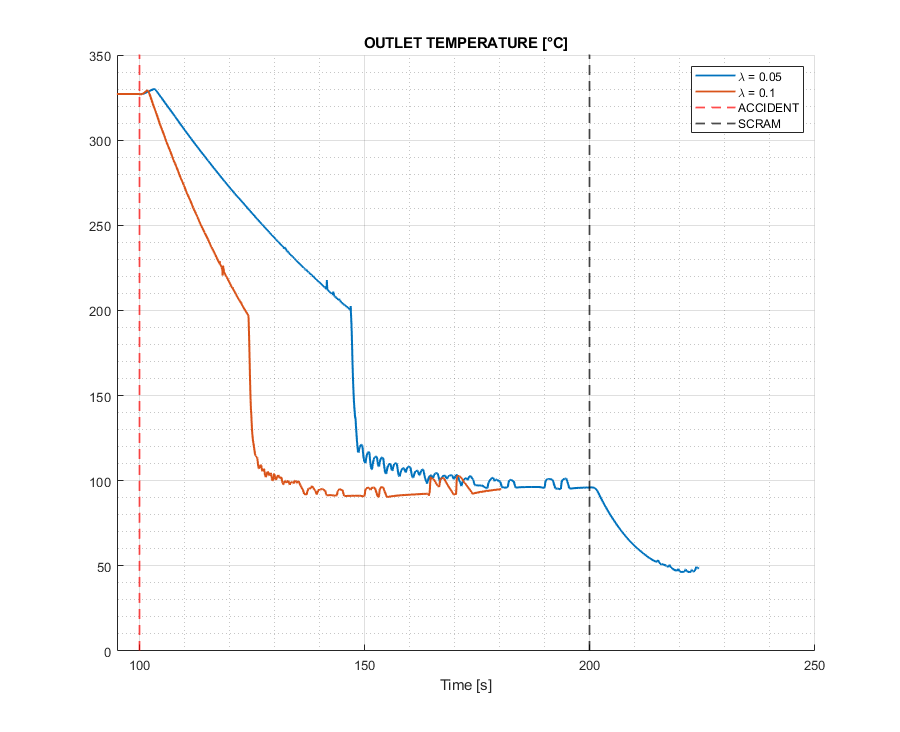 OUTLET TEMPERATURE [°C]
350
300
250
200
150
100
50
0
λ = 0.05
λ = 0.1
ACCIDENT
SCRAM
100
150
200
250
Time [s]